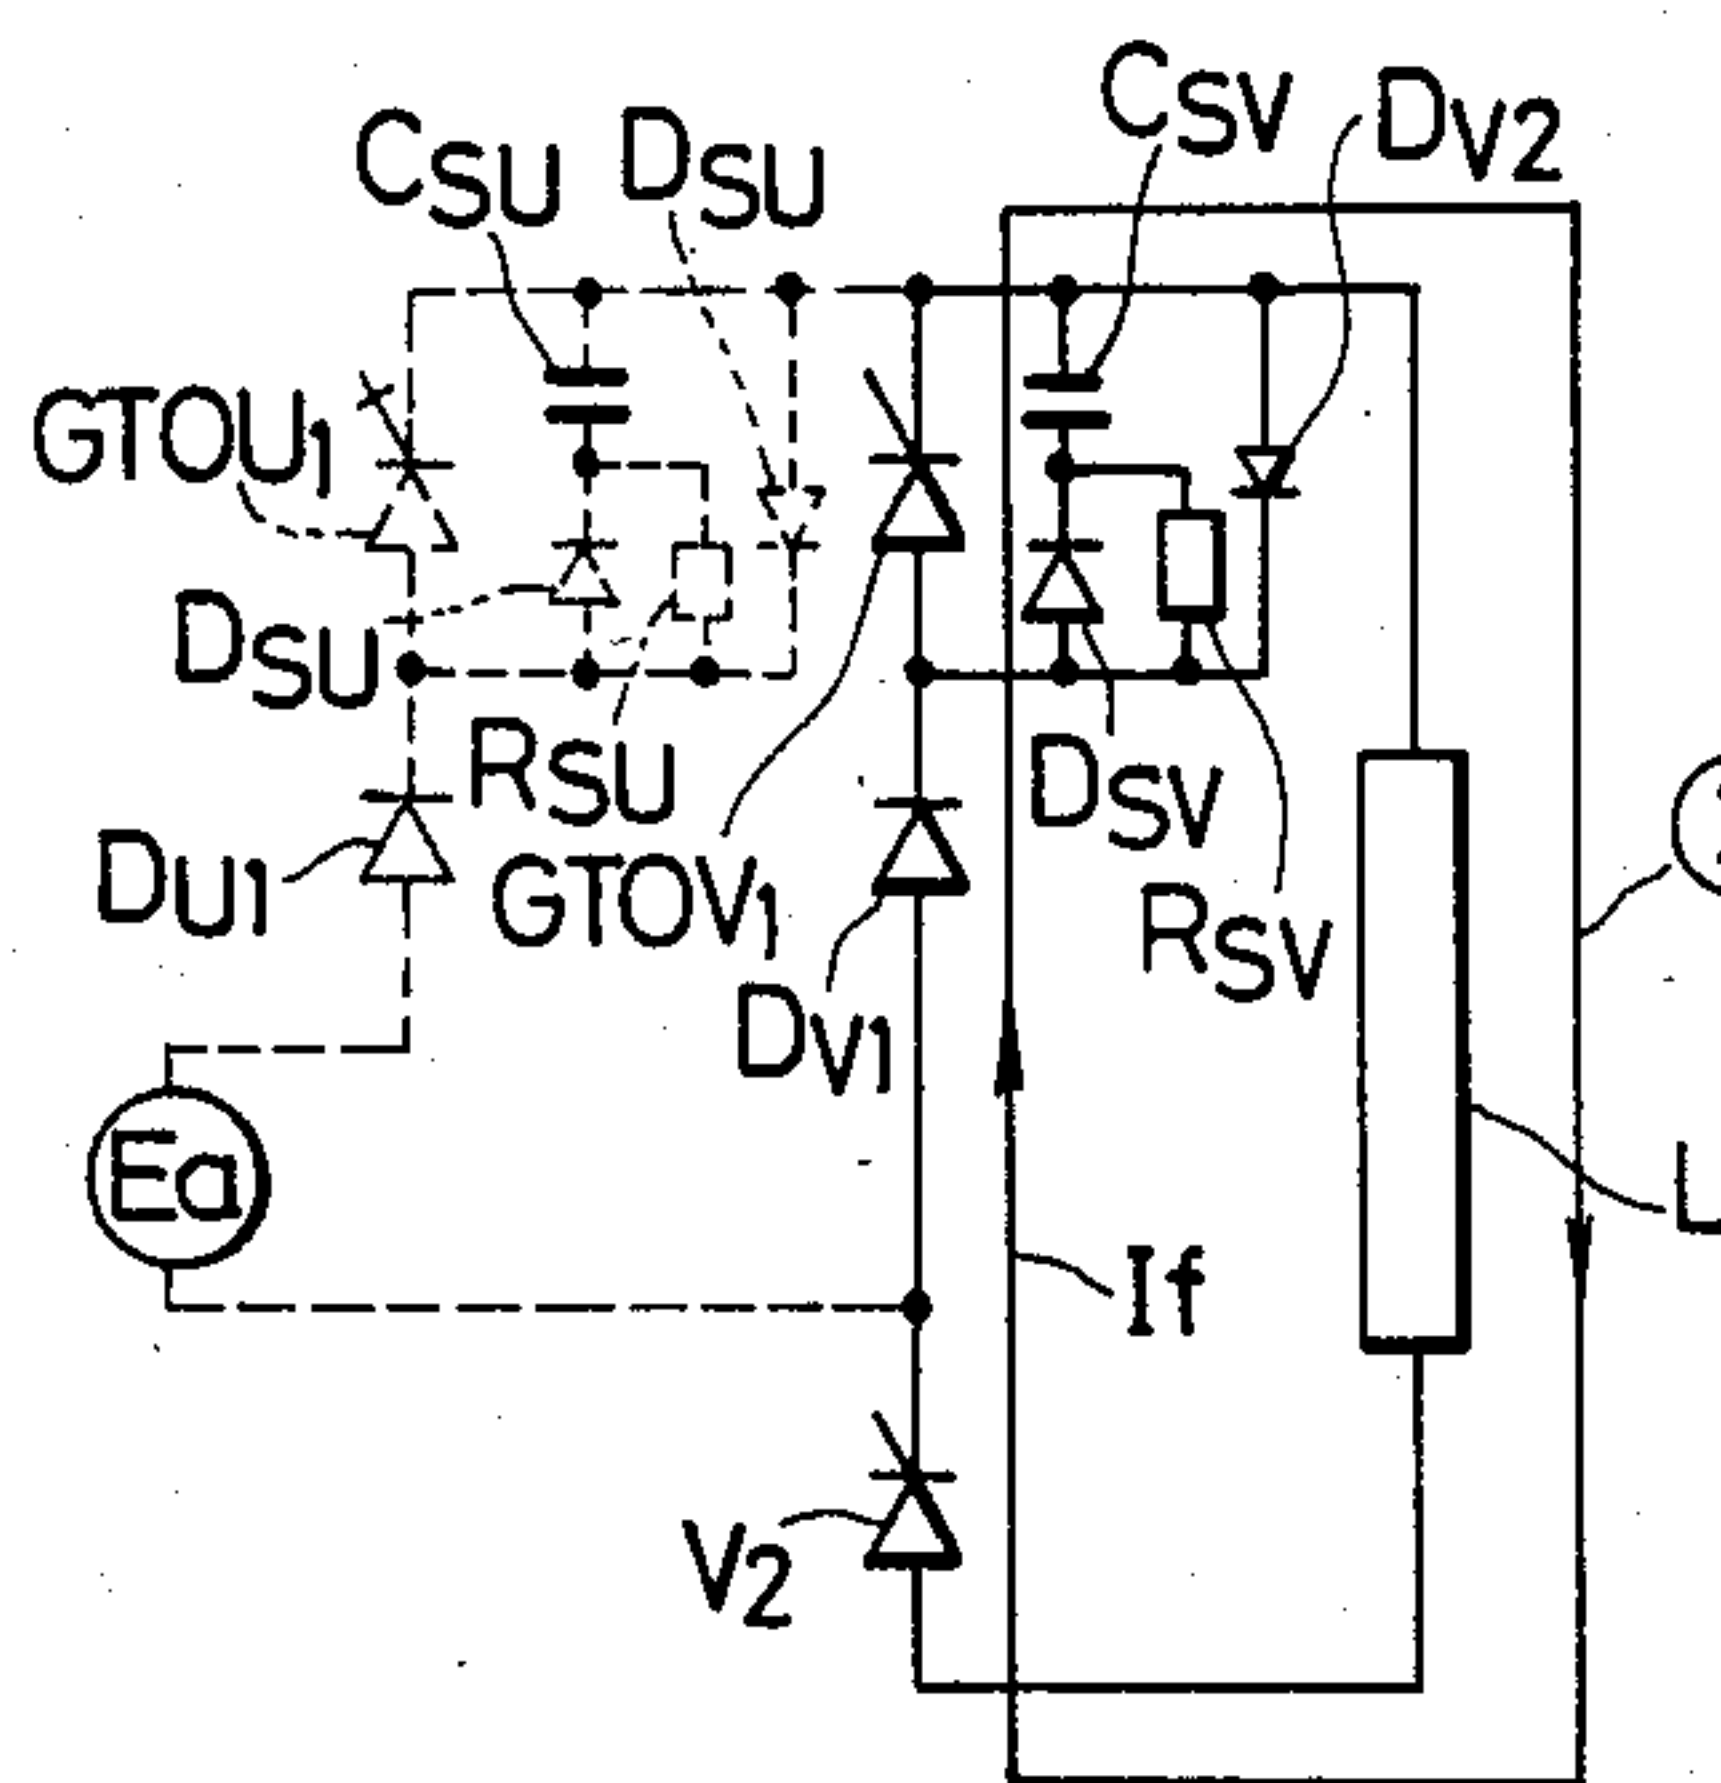 CSV
DV2
CSU
DSU
GTOU1
DSU
RSU
DSV
DU1
GTOV1
RSV
DV1
Ea
L
If
V2